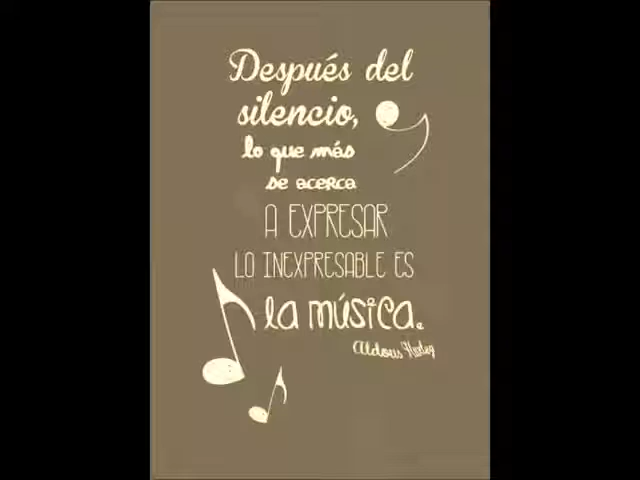 Después del
silencio,
lo que más
se acerca
A EXPRESAR
LO INEXPRESABLE ES
la música.
Aldous Huxley